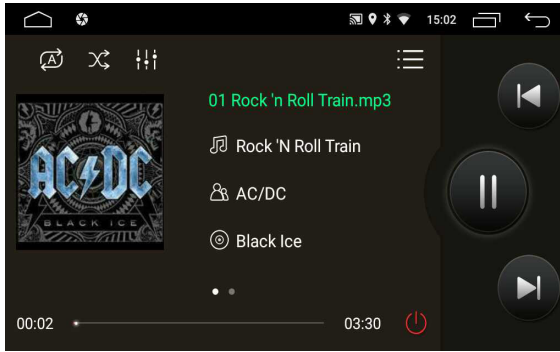 15:02
A
01 Rock 'n Roll Train.mp3
Rock 'N Roll Train
AC/DC
Black Ice
AC⚡DC
BLACK ICE
00:02
03:30